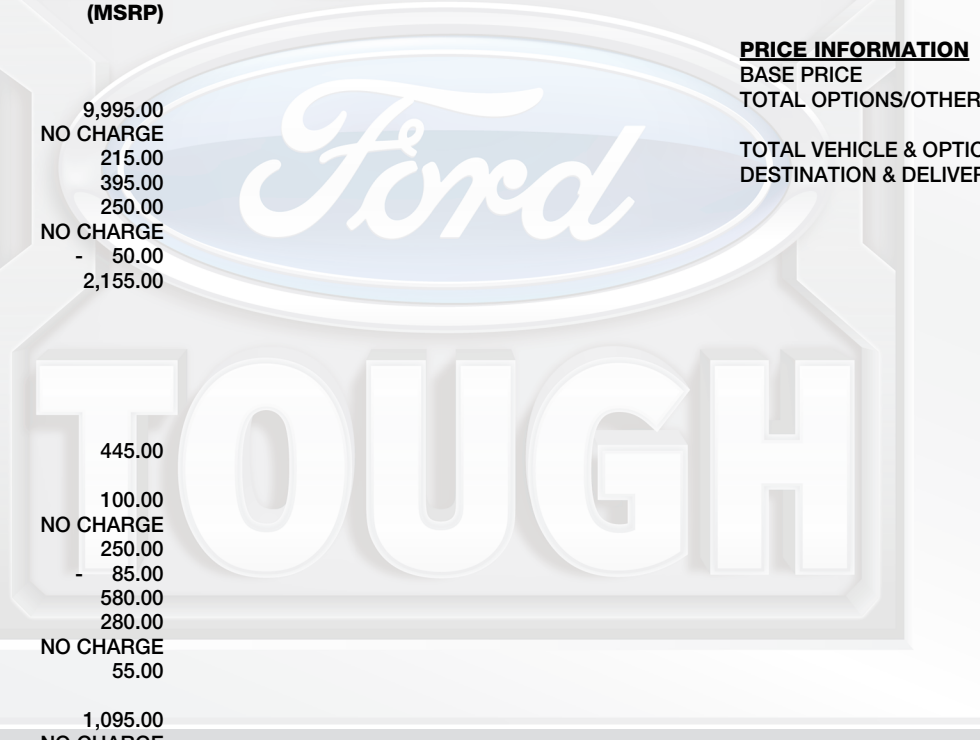 (MSRP)
9,995.00
NO CHARGE
215.00
395.00
250.00
NO CHARGE
- 50.00
2,155.00
445.00
100.00
NO CHARGE
250.00
- 85.00
580.00
280.00
NO CHARGE
55.00
1,095.00
NO CHARGE
PRICE INFORMATION
BASE PRICE
TOTAL OPTIONS/OTHER
TOTAL VEHICLE &
DESTINATION &
Ford
TOUGH